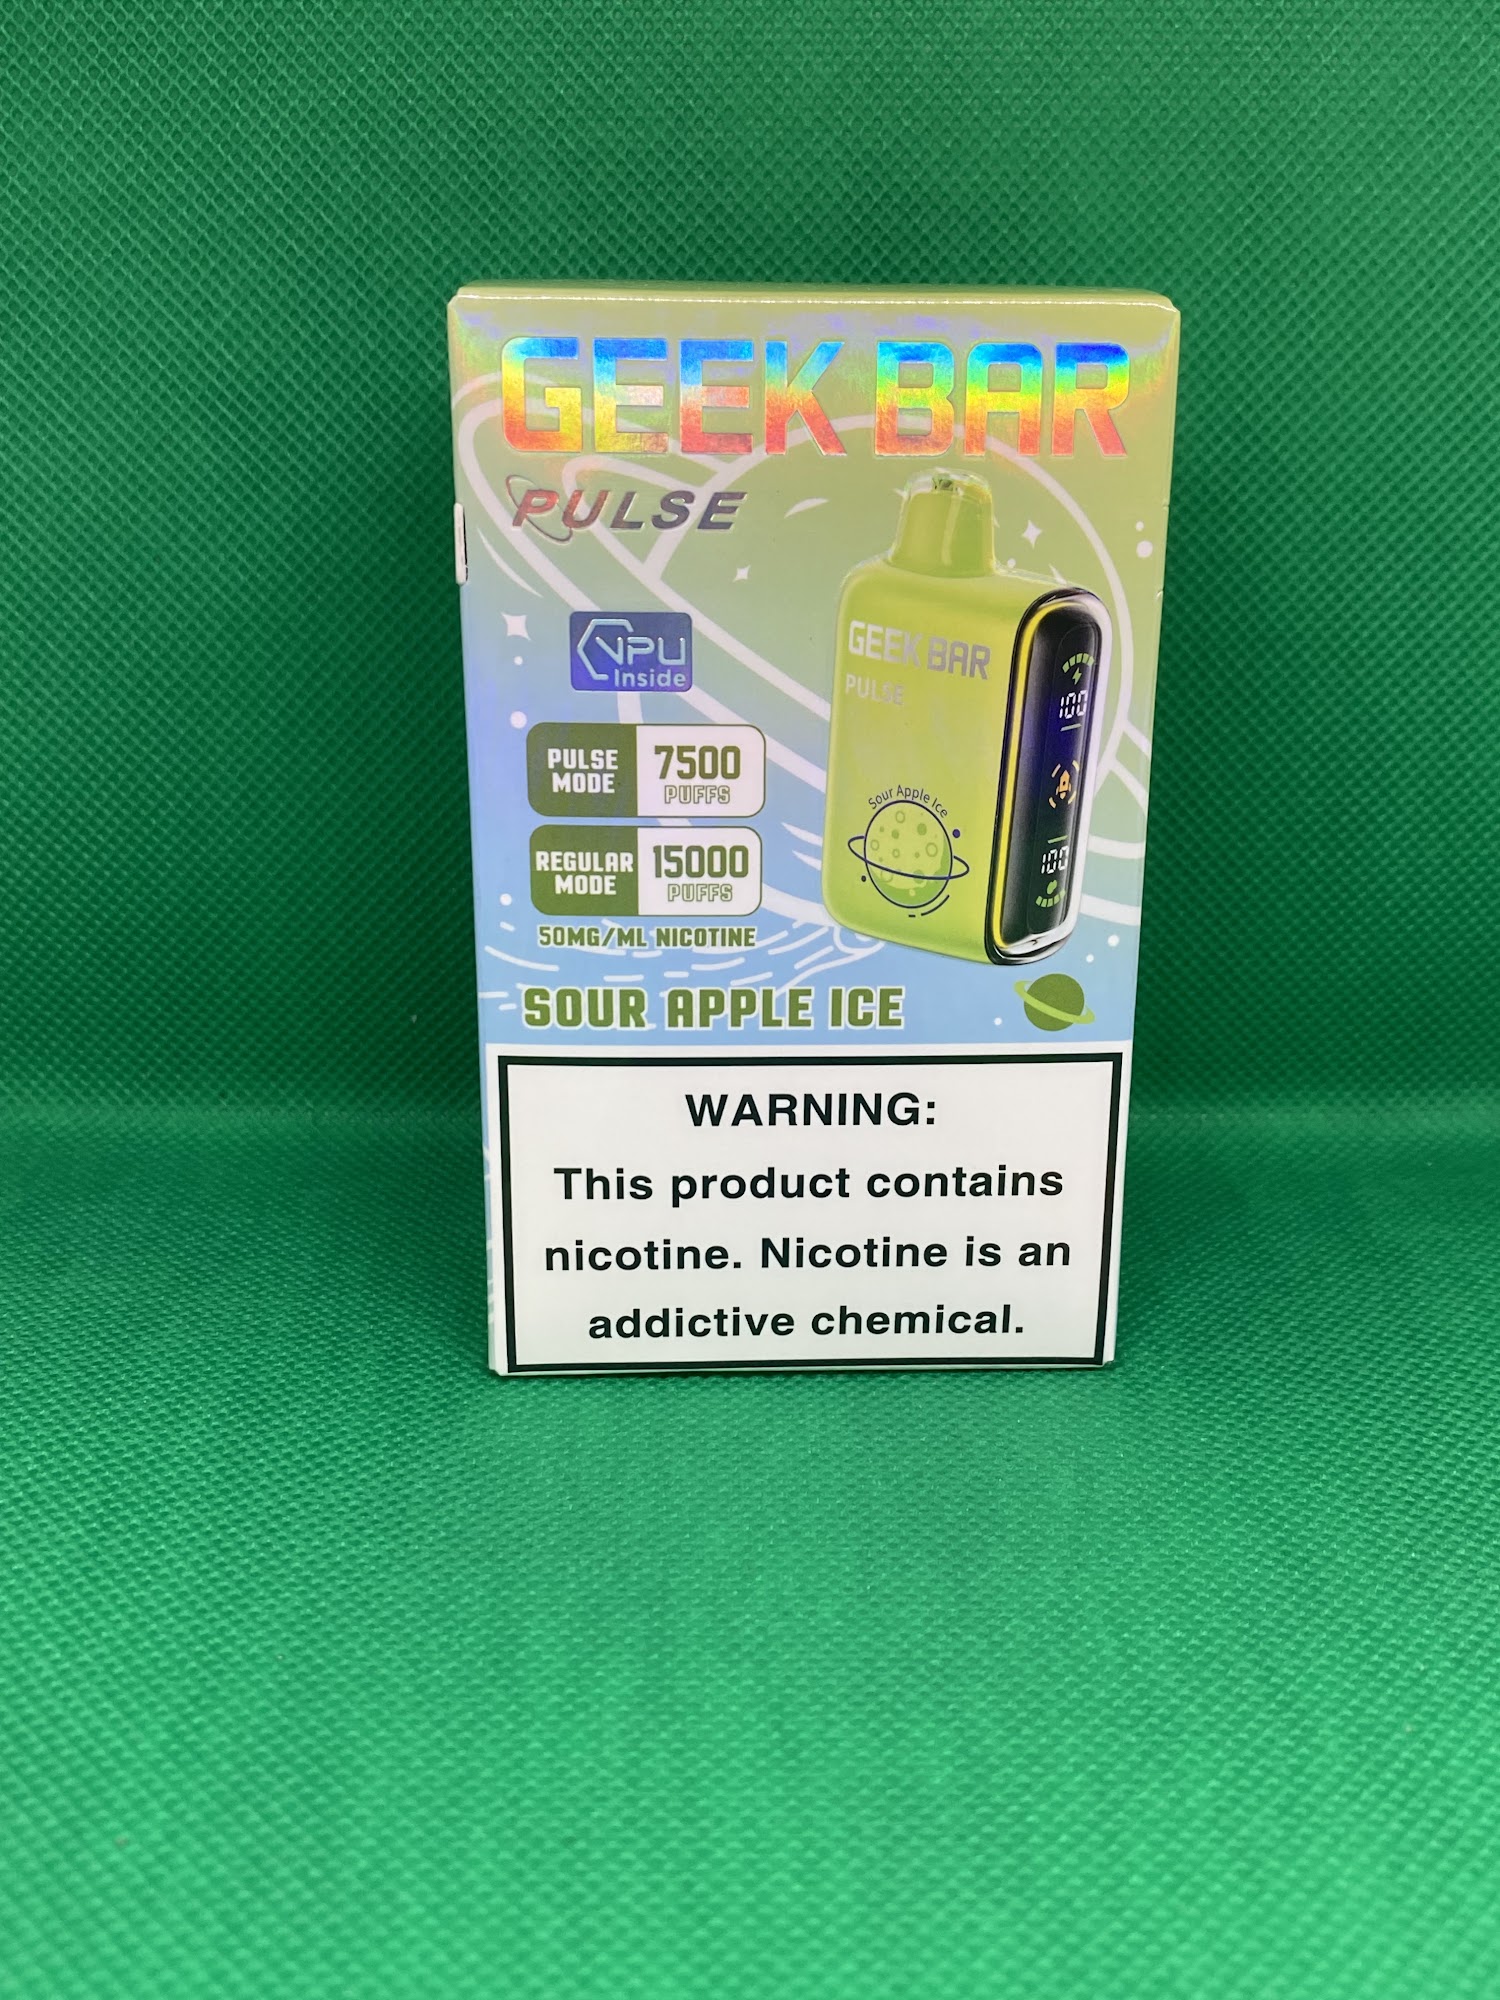 GEEK BAR
PULSE
VPU
Inside
PULSE
MODE
7500
PUFFS
REGULAR
MODE
15000
PUFFS
50MG/ML NICOTINE
SOUR APPLE ICE
GEEK BAR
PULSE
Sour Apple Ice
100
100
WARNING:
This product contains
nicotine. Nicotine is an
addictive chemical.